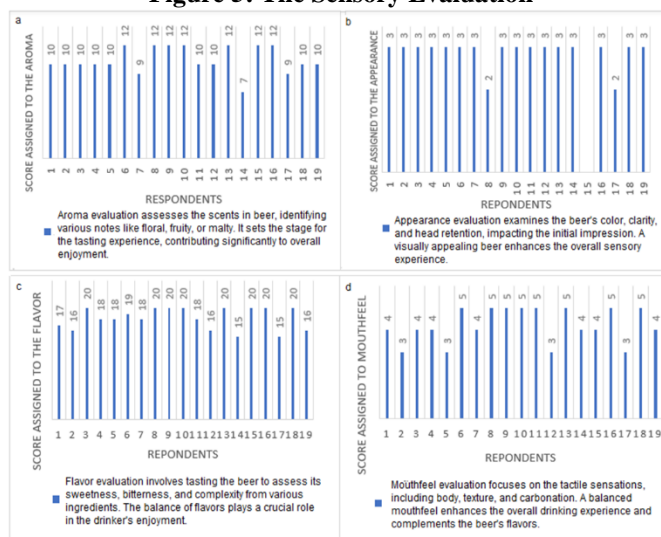 Figure 3: The Sensory Evaluation
a
SCORE ASSIGNED TO THE AROMA
10 10 10 10 10 12 9 12 12 12 10 10 12 7 12 12 9 10 10
1 2 3 4 5 6 7 8 9 10 11 12 13 14 15 16 17 18 19
RESPONDENTS
Aroma evaluation assesses the scents in beer, identifying
various notes like floral, fruity, or malty. It sets the stage for
the tasting experience, contributing significantly to overall
enjoyment.
b
SCORE ASSIGNED TO THE APPEARANCE
3 3 3 3 3 3 3 2 3 3 3 3 3 3 3 2 3 3
1 2 3 4 5 6 7 8 9 10 11 12 13 14 15 16 17 18 19
REPONDENTS
Appearance evaluation examines the beer's color, clarity,
and head retention, impacting the initial impression. A
visually appealing beer enhances the overall sensory
experience.
c
SCORE ASSIGNED TO THE FLAVOR
17 16 20 18 18 19 18 20 20 20 18 16 20 15 20 20 15 20 16
1 2 3 4 5 6 7 8 9 10 11 12 13 14 15 16 17 18 19
REPONDENTS
Flavor evaluation involves tasting the beer to assess its
sweetness, bitterness, and complexity from various
ingredients. The balance of flavors plays a crucial role
in the drinker's enjoyment.
d
SCORE ASSIGNED TO MOUTHFEEL
4 3 4 4 3 5 4 5 5 5 5 3 5 4 4 5 3 5 4
1 2 3 4 5 6 7 8 9 10 11 12 13 14 15 16 17 18 19
REPONDENTS
Mouthfeel evaluation focuses on the tactile sensations,
including body, texture, and carbonation. A balanced
mouthfeel enhances the overall drinking experience and
complements the beer's flavors.